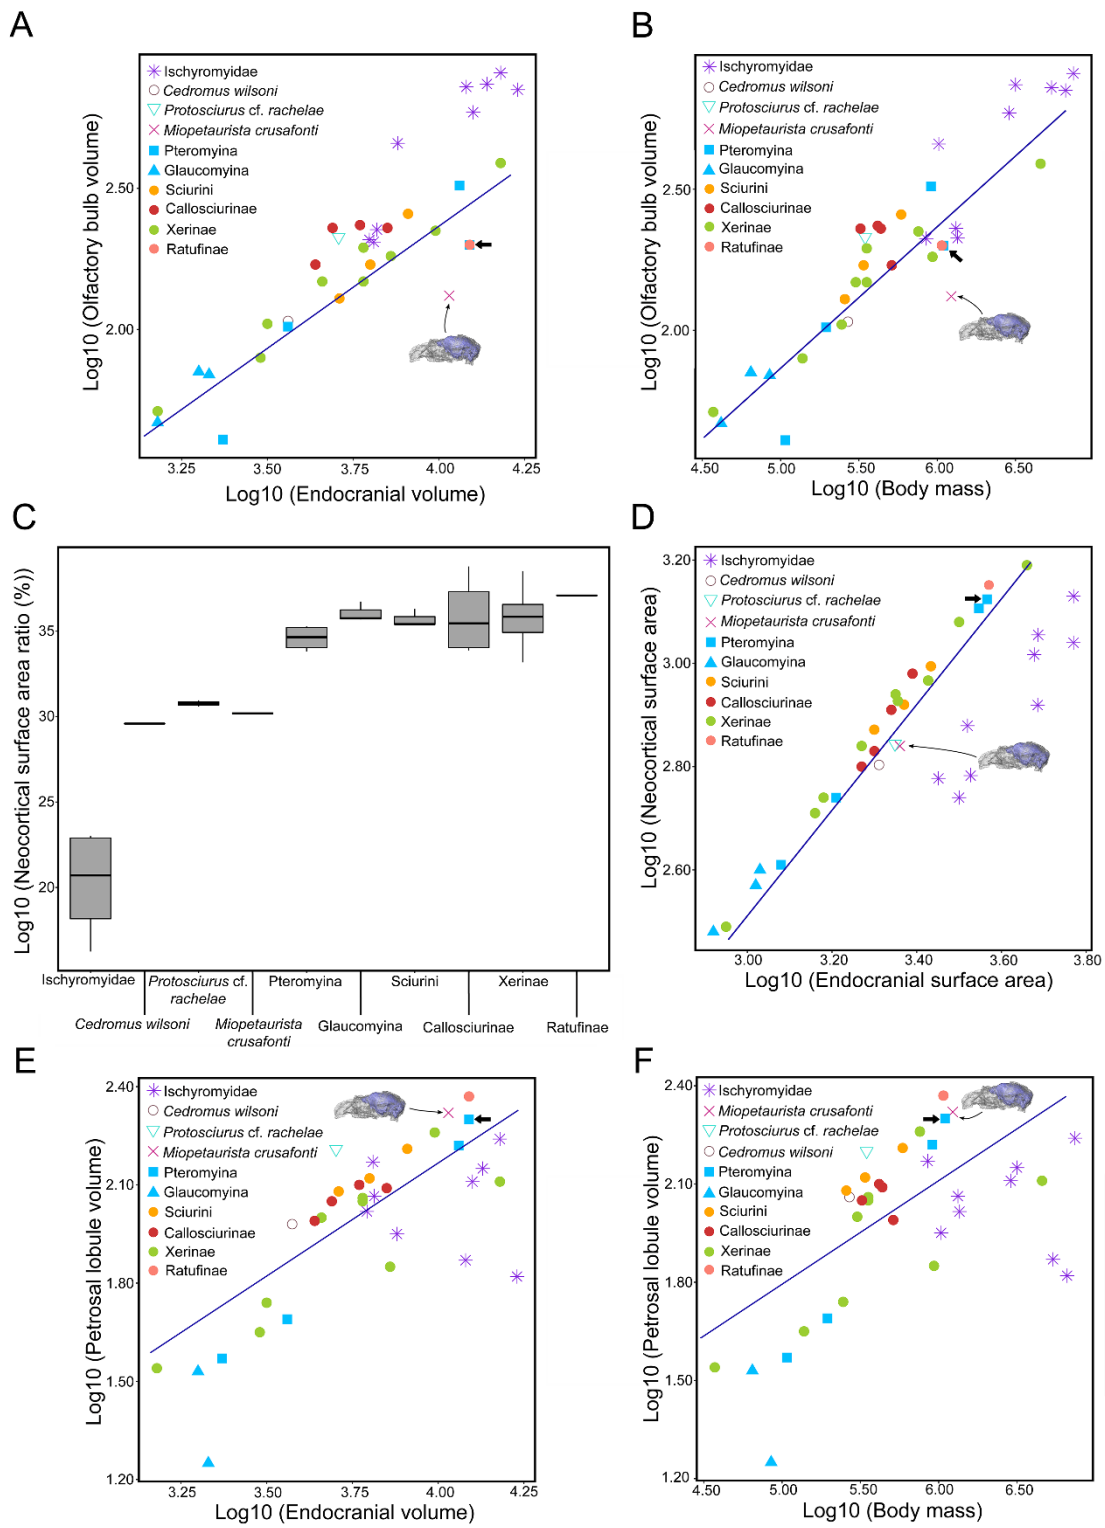 A
Ischyromyidae
Cedromus wilsoni
Protosciurus cf. rachelae
Miopetaurista crusafonti
Pteromyina
Glaucomyina
Sciurini
Callosciurinae
Xerinae
Ratufinae
Log10 (Olfactory bulb volume)
2.50
2.00
3.25 3.50 3.75 4.00 4.25
Log10 (Endocranial volume)
B
Ischyromyidae
Cedromus wilsoni
Protosciurus cf. rachelae
Miopetaurista crusafonti
Pteromyina
Glaucomyina
Sciurini
Callosciurinae
Xerinae
Ratufinae
Log10 (Olfactory bulb volume)
2.50
2.00
4.50 5.00 5.50 6.00 6.50
Log10 (Body mass)
C
Log10 (Neocortical surface area ratio (%))
35
30
25
20
Ischyromyidae
Cedromus wilsoni
Protosciurus cf.
rachelae
Miopetaurista
crusafonti
Pteromyina
Glaucomyina
Sciurini
Callosciurinae
Xerinae
Ratufinae
D
Ischyromyidae
Cedromus wilsoni
Protosciurus cf. rachelae
Miopetaurista crusafonti
Pteromyina
Glaucomyina
Sciurini
Callosciurinae
Xerinae
Ratufinae
Log10 (Neocortical surface area)
3.20
3.00
2.80
2.60
3.00 3.20 3.40 3.60 3.80
Log10 (Endocranial surface area)
E
Ischyromyidae
Cedromus wilsoni
Protosciurus cf. rachelae
Miopetaurista crusafonti
Pteromyina
Glaucomyina
Sciurini
Callosciurinae
Xerinae
Ratufinae
Log10 (Petrosal lobule volume)
2.40
2.10
1.80
1.50
1.20
3.25 3.50 3.75 4.00 4.25
Log10 (Endocranial volume)
F
Ischyromyidae
Miopetaurista crusafonti
Protosciurus cf. rachelae
Cedromus wilsoni
Pteromyina
Glaucomyina
Sciurini
Callosciurinae
Xerinae
Ratufinae
Log10 (Petrosal lobule volume)
2.40
2.10
1.80
1.50
1.20
4.50 5.00 5.50 6.00 6.50
Log10 (Body mass)